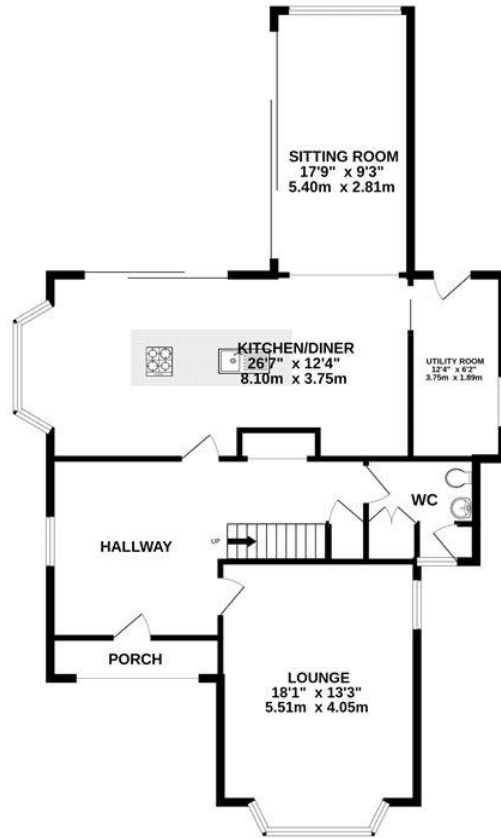 SITTING ROOM
17'9" x 9'3"
5.40m x 2.81m
KITCHEN/DINER
26'7" x 12'4"
8.10m x 3.75m
UTILITY ROOM
12'4" x 6'2"
3.75m x 1.89m
WC
HALLWAY
UP
PORCH
LOUNGE
18'1" x 13'3"
5.51m x 4.05m